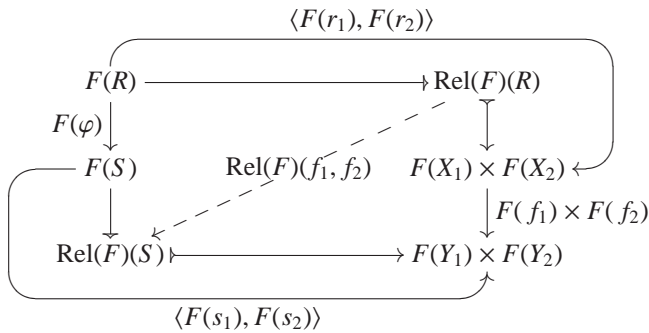 ⟨F(r₁), F(r₂)⟩
F(R) Rel(F)(R)
F(φ)
F(S) Rel(F)(f₁, f₂) F(X₁) × F(X₂)
F(f₁) × F(f₂)
Rel(F)(S) F(Y₁) × F(Y₂)
⟨F(s₁), F(s₂)⟩